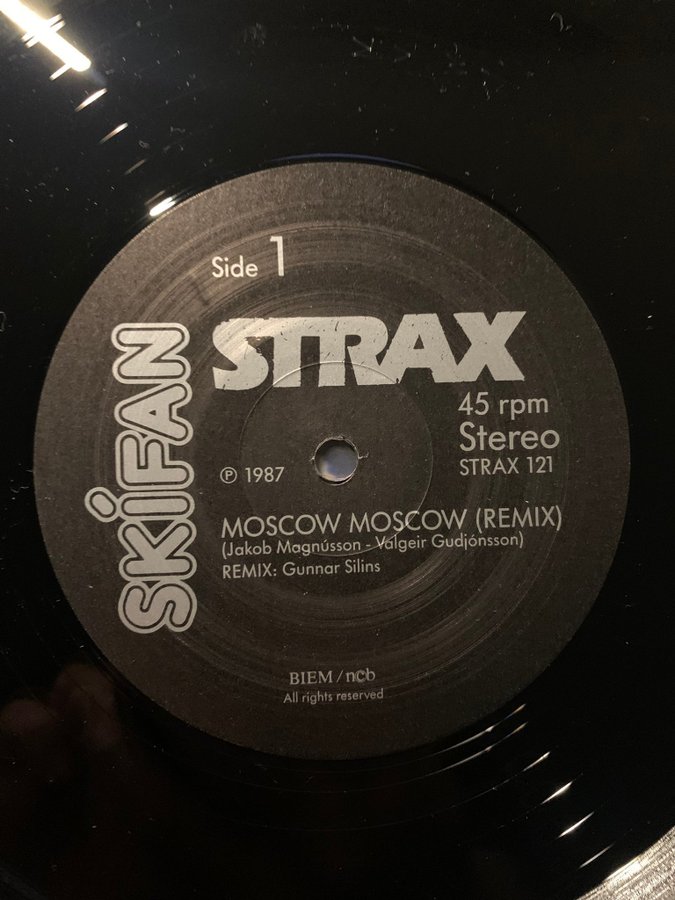 Side 1
SKÍFAN
STRAX
45 rpm
Stereo
STRAX 121
℗ 1987
MOSCOW MOSCOW (REMIX)
(Jakob Magnússon - Valgeir Gudjónsson)
REMIX: Gunnar Silins
BIEM / ncb
All rights reserved